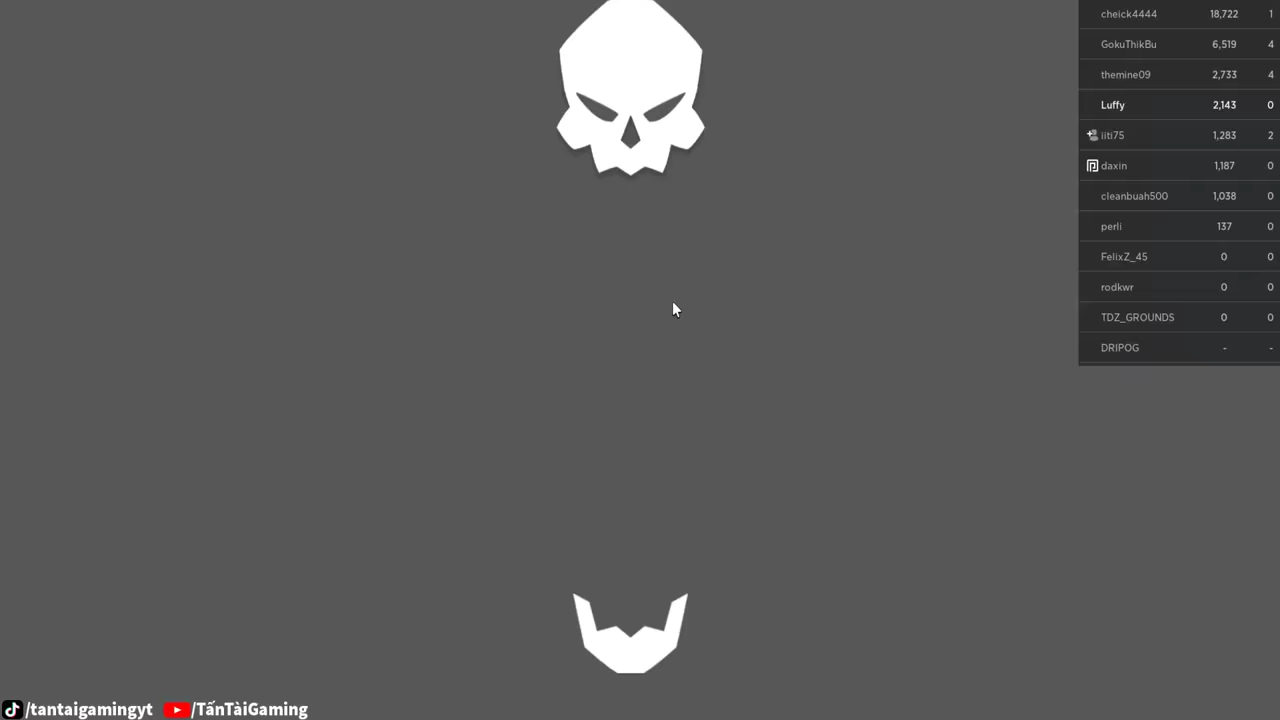 cheick4444 18,722 1
GokuThikBu 6,519 4
themine09 2,733 4
Luffy 2,143 0
iiti75 1,283 2
daxin 1,187 0
cleanbuah500 1,038 0
perli 137 0
FelixZ_45 0 0
rodkwr 0 0
TDZ_GROUNDS 0 0
DRIPOG - -
/tantaigamingyt /TấnTàiGaming